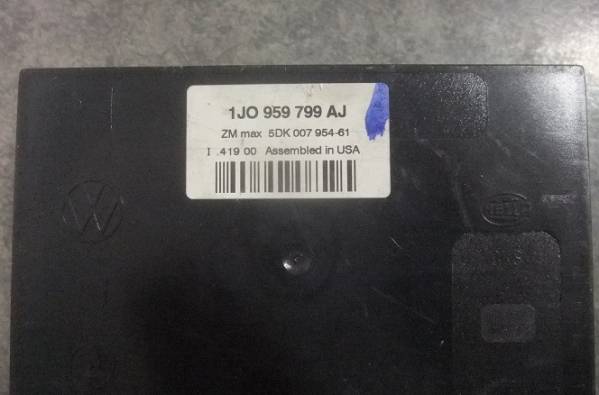 1JO 959 799 AJ
ZM max 5DK 007 954-61
I .419 00 Assembled in USA